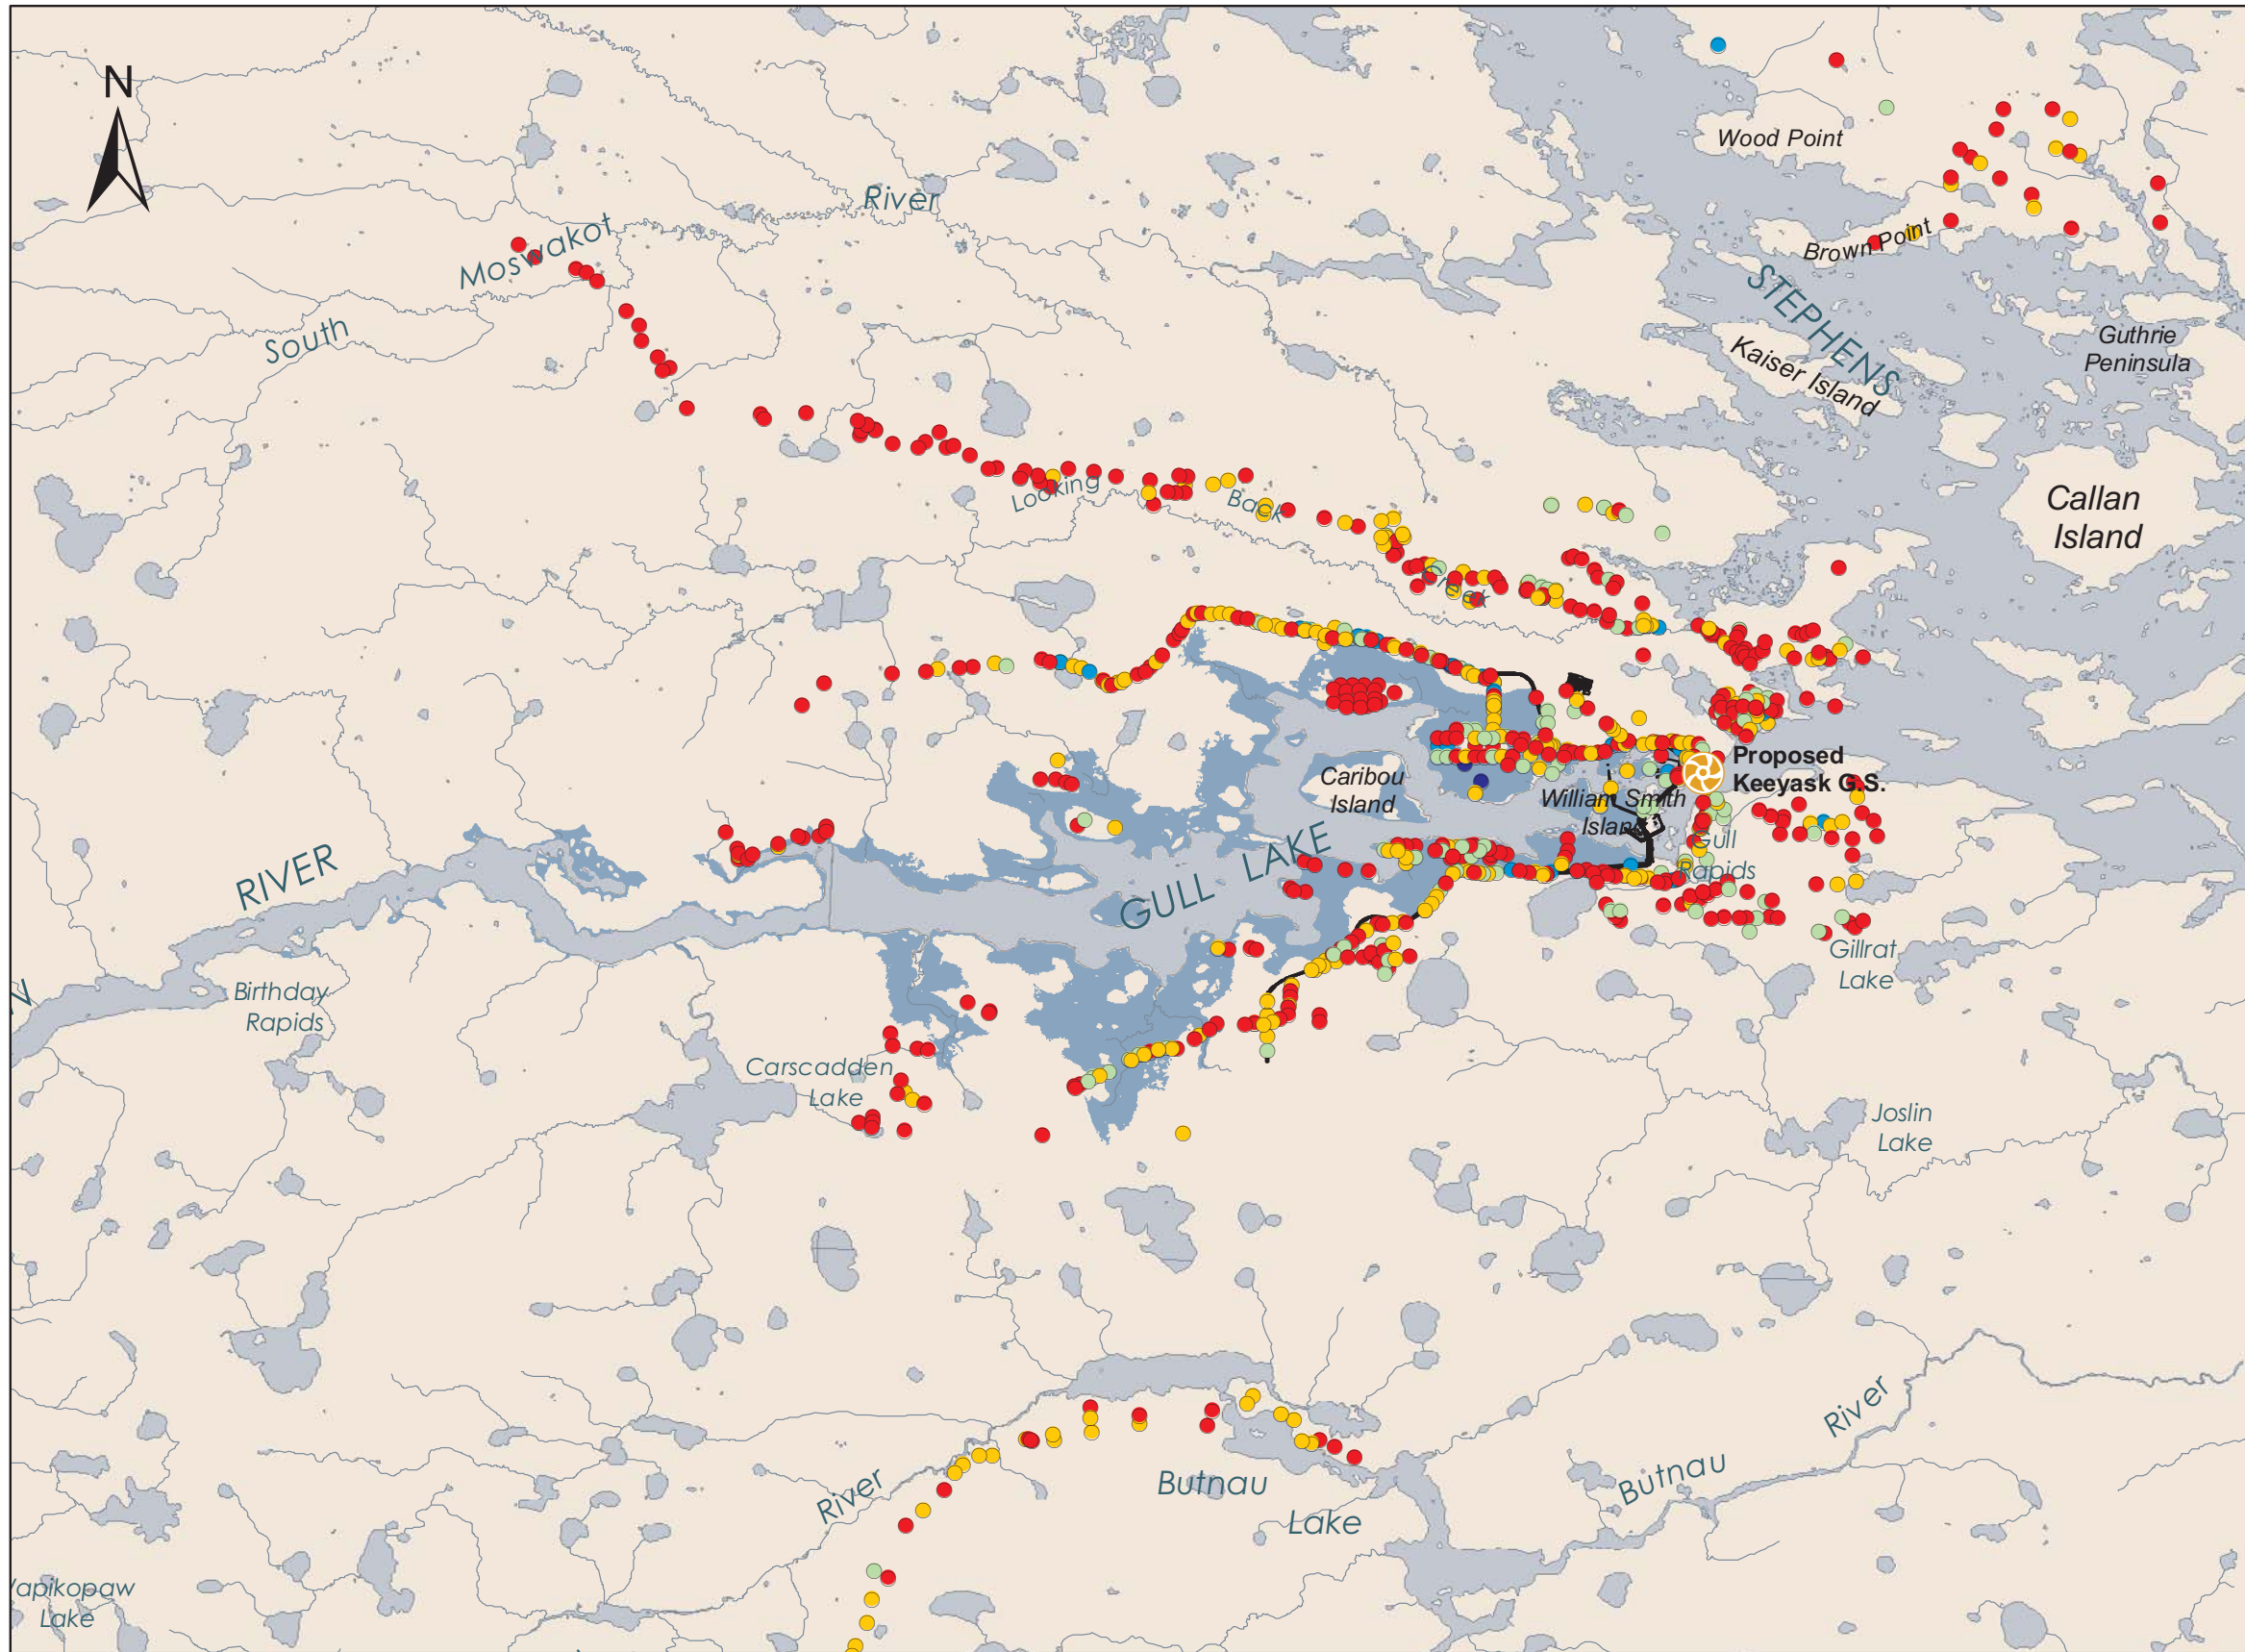 N
Wood Point
River
Moswakot
South
Brown Point
STEPHENS
Guthrie
Peninsula
Kaiser Island
Callan
Island
Looking
Back
Creek
Proposed
Keeyask G.S.
Caribou
Island
William Smith
Island
Gull
Rapids
GULL LAKE
RIVER
Birthday
Rapids
Gillrat
Lake
Carscadden
Lake
Joslin
Lake
River
Butnau
River
Butnau
Lake
Lake